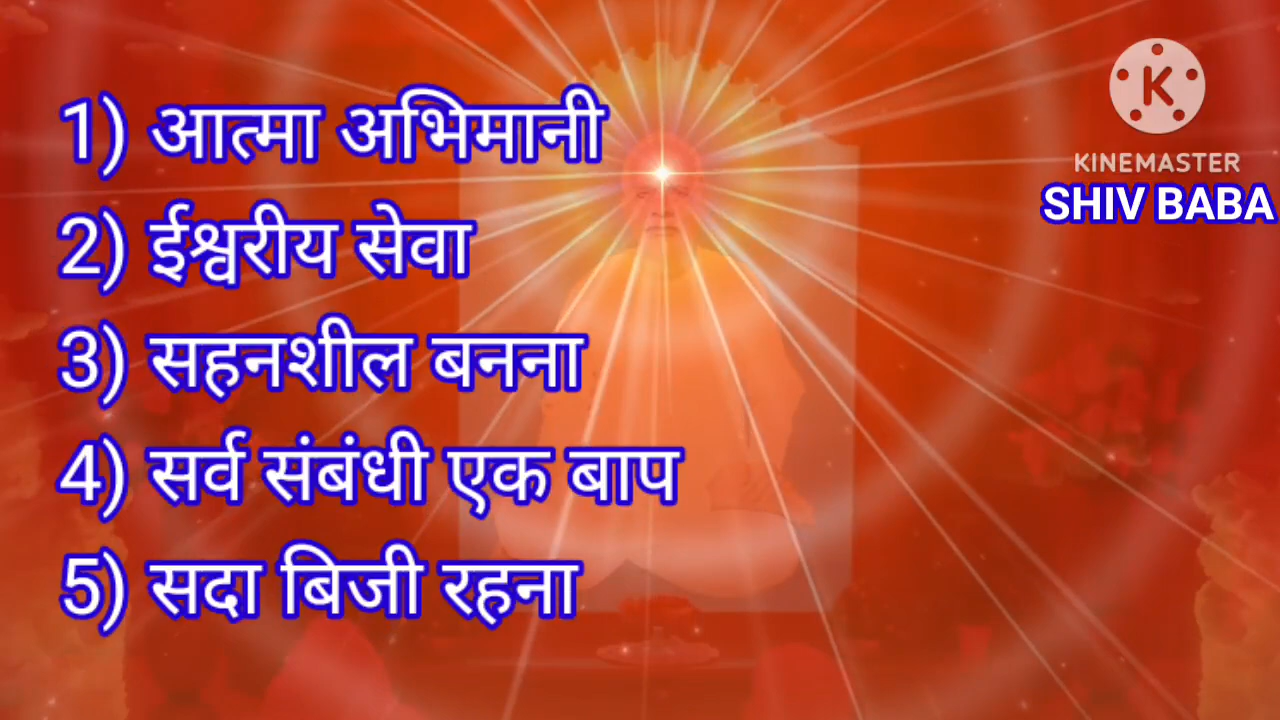 1) आत्मा अभिमानी
2) ईश्वरीय सेवा
3) सहनशील बनना
4) सर्व संबंधी एक बाप
5) सदा बिजी रहना
K
KINEMASTER
SHIV BABA